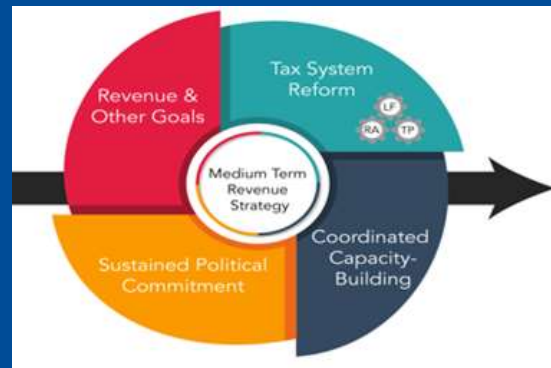 Revenue &
Other Goals
Tax System
Reform
LF
RA
TP
Medium Term
Revenue
Strategy
Sustained Political
Commitment
Coordinated
Capacity-
Building